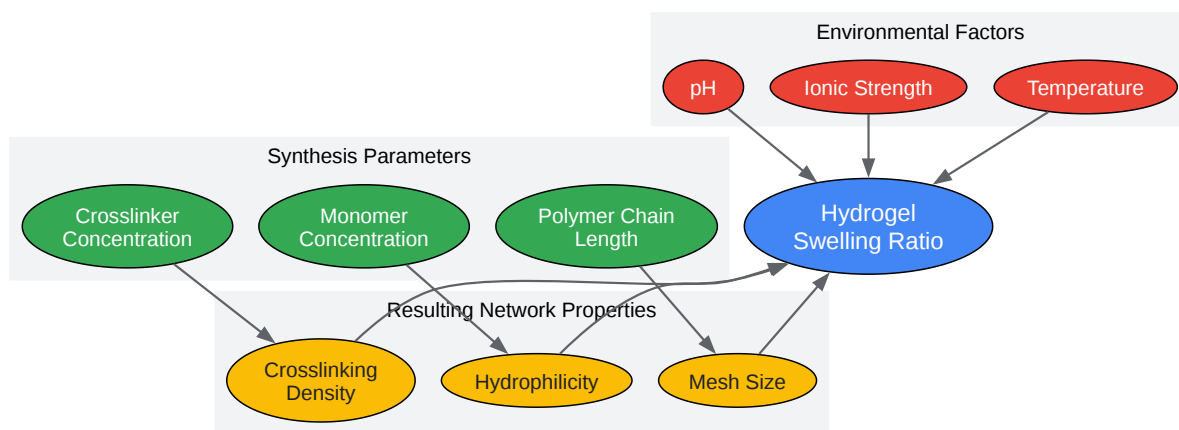 Environmental Factors
pH
Ionic Strength
Temperature
Synthesis Parameters
Crosslinker
Concentration
Monomer
Concentration
Polymer Chain
Length
Hydrogel
Swelling Ratio
Resulting Network Properties
Crosslinking
Density
Hydrophilicity
Mesh Size